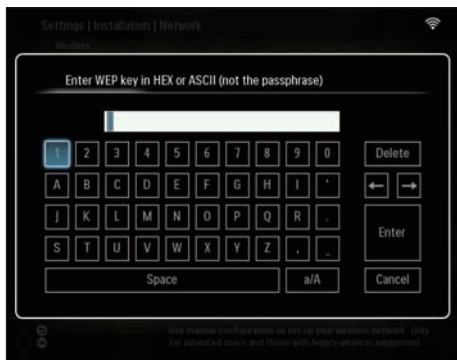 Settings | Installation | Network
Wireless
Enter WEP key in HEX or ASCII (not the passphrase)
1 2 3 4 5 6 7 8 9 0 Delete
A B C D E F G H I ' ← →
J K L M N O P Q R .
Enter
S T U V W X Y Z , _
Space a/A Cancel
Use manual configuration to set up your wireless network. Only
for advanced users and those with legacy wireless equipment.